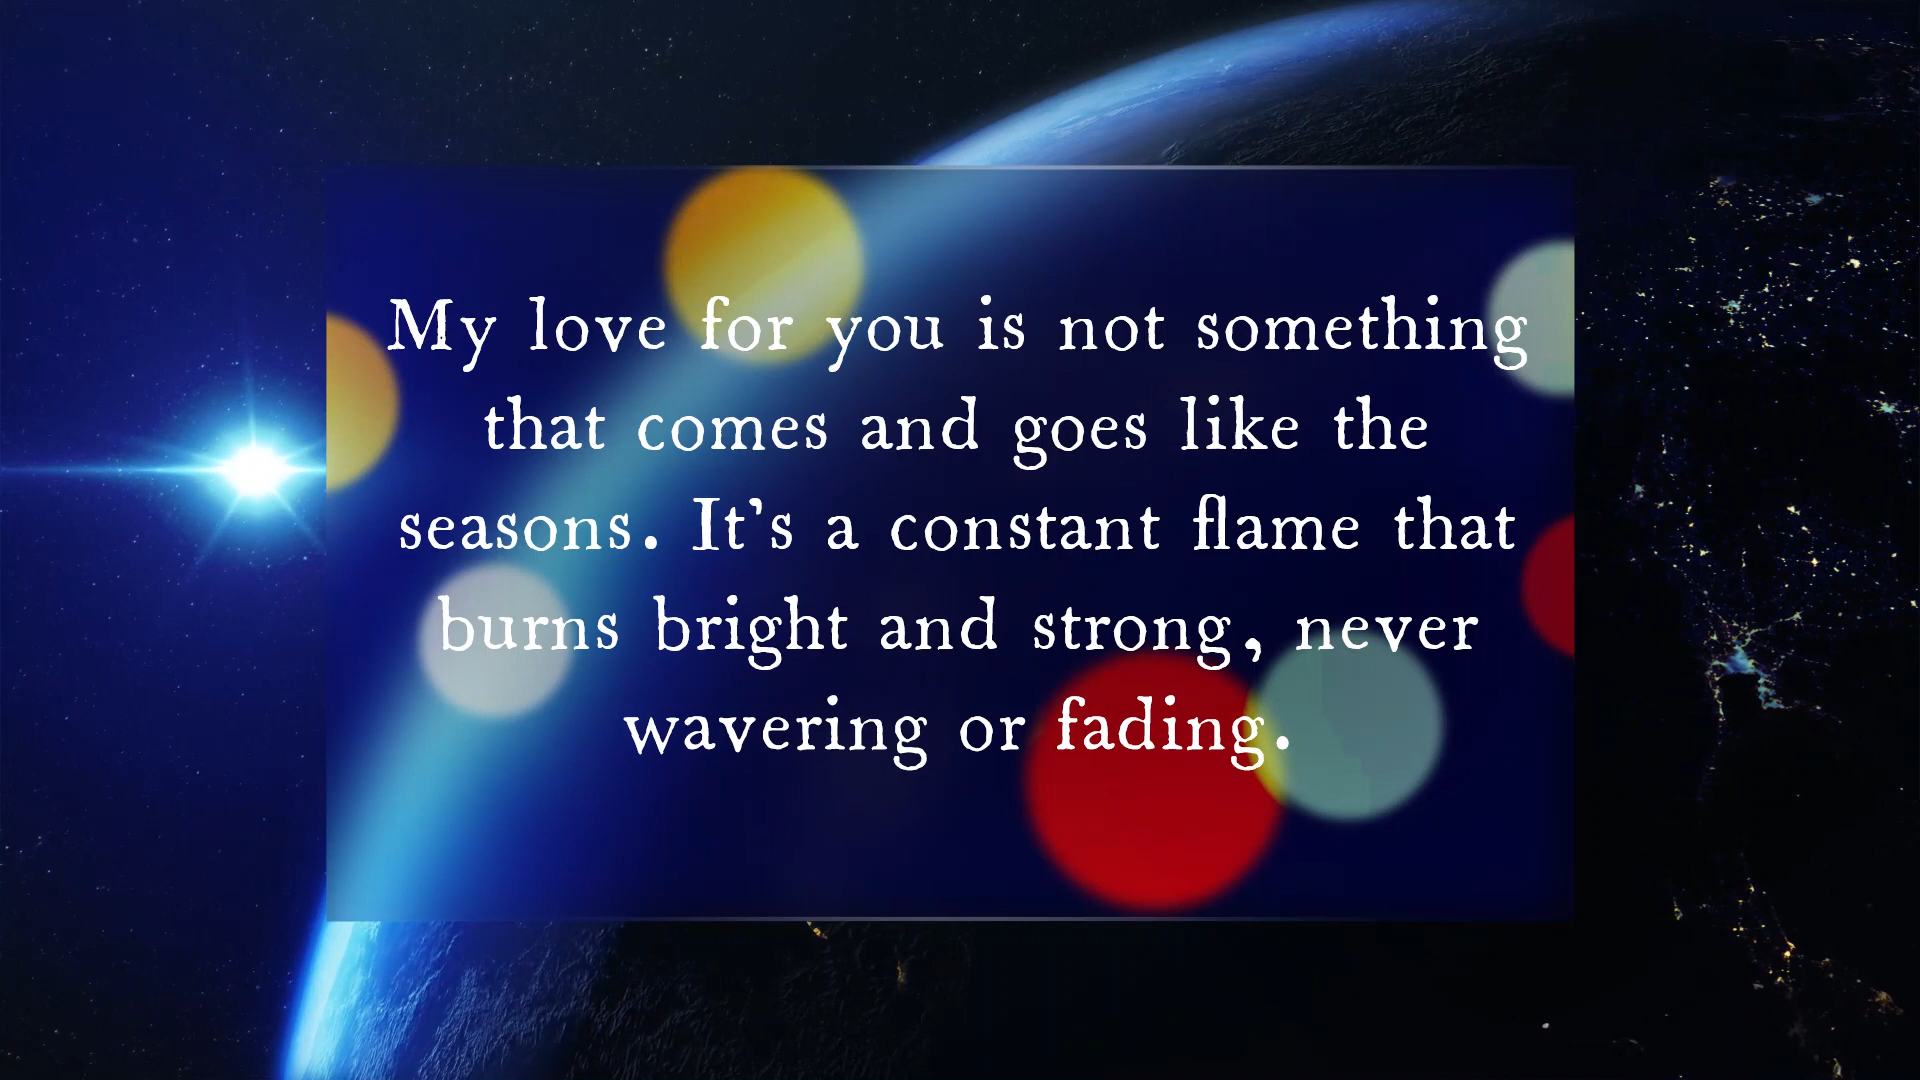 My love for you is not something
that comes and goes like the
seasons. It's a constant flame that
burns bright and strong, never
wavering or fading.